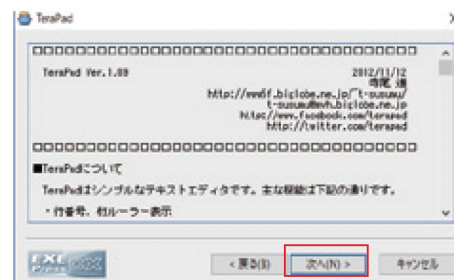 TeraPad
□□□□□□□□□□□□□□□□□□□□□□□□□□□□□□□□□□□□
TeraPad Ver.1.09 2012/11/12
寺尾 進
http://www5f.biglobe.ne.jp/~t-susumu/
t-susumu@mvh.biglobe.ne.jp
http://www.facebook.com/terapad
http://twitter.com/terapad
□□□□□□□□□□□□□□□□□□□□□□□□□□□□□□□□□□□□
■TeraPadについて
TeraPadはシンプルなテキストエディタです。主な機能は下記の通りです。
・行番号、桁ルーラー表示
< 戻る(B) 次へ(N) > キャンセル